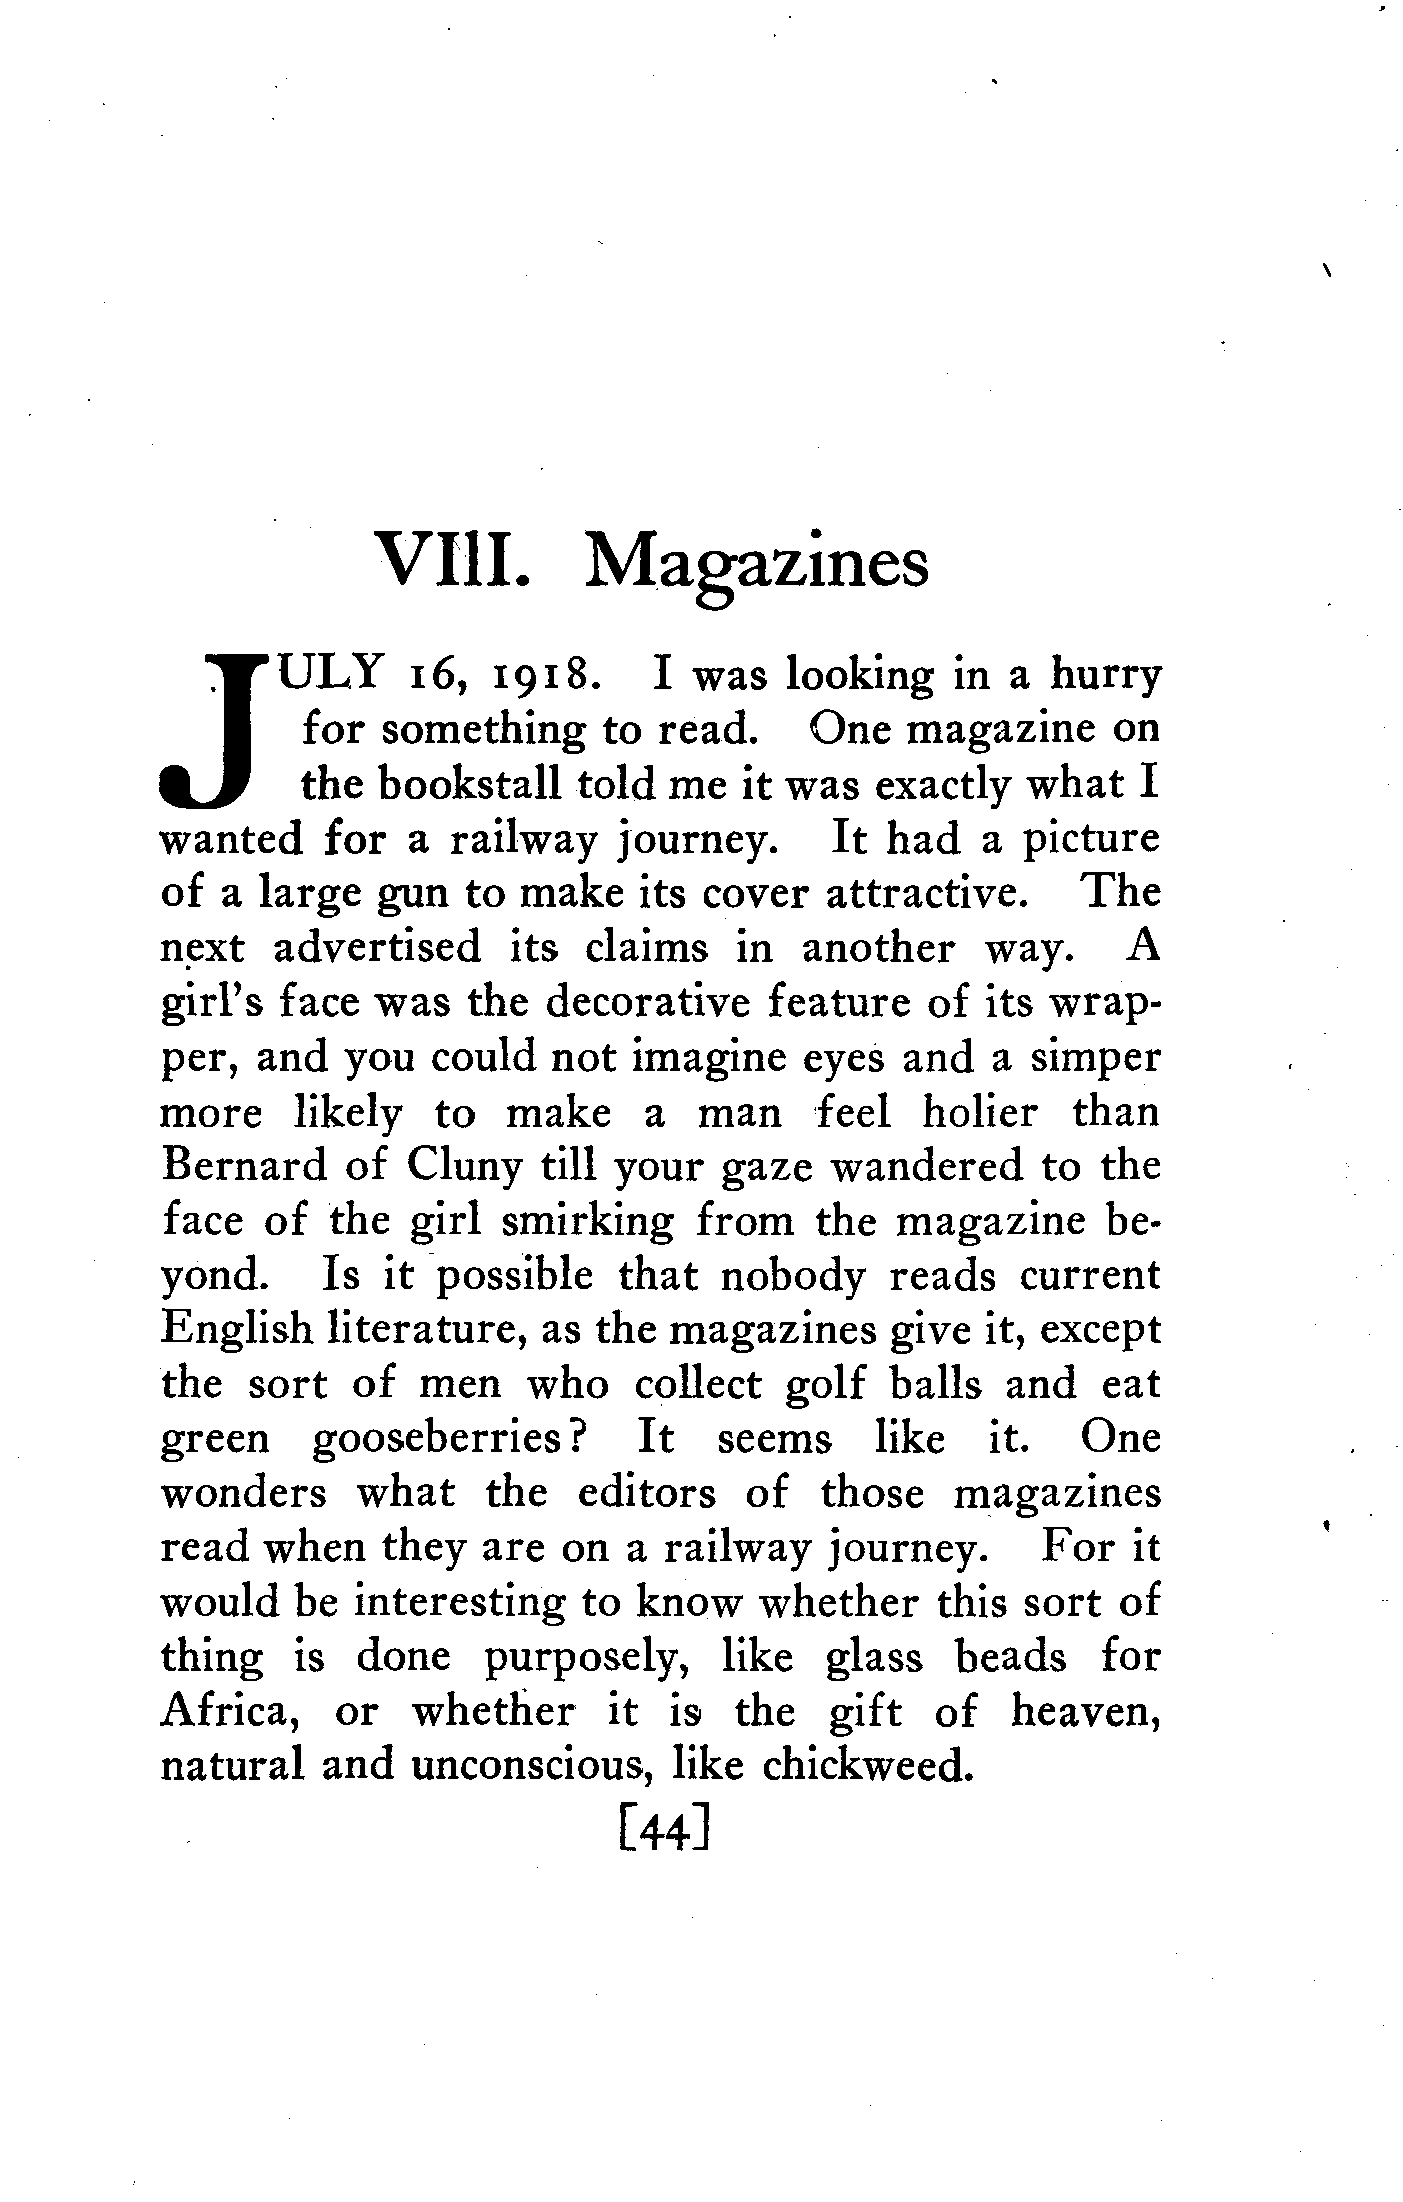 VIII. Magazines
JULY 16, 1918. I was looking in a hurry
for something to read. One magazine on
the bookstall told me it was exactly what I
wanted for a railway journey. It had a picture
of a large gun to make its cover attractive. The
next advertised its claims in another way. A
girl's face was the decorative feature of its wrap-
per, and you could not imagine eyes and a simper
more likely to make a man feel holier than
Bernard of Cluny till your gaze wandered to the
face of the girl smirking from the magazine be-
yond. Is it possible that nobody reads current
English literature, as the magazines give it, except
the sort of men who collect golf balls and eat
green gooseberries? It seems like it. One
wonders what the editors of those magazines
read when they are on a railway journey. For it
would be interesting to know whether this sort of
thing is done purposely, like glass beads for
Africa, or whether it is the gift of heaven,
natural and unconscious, like chickweed.
[44]